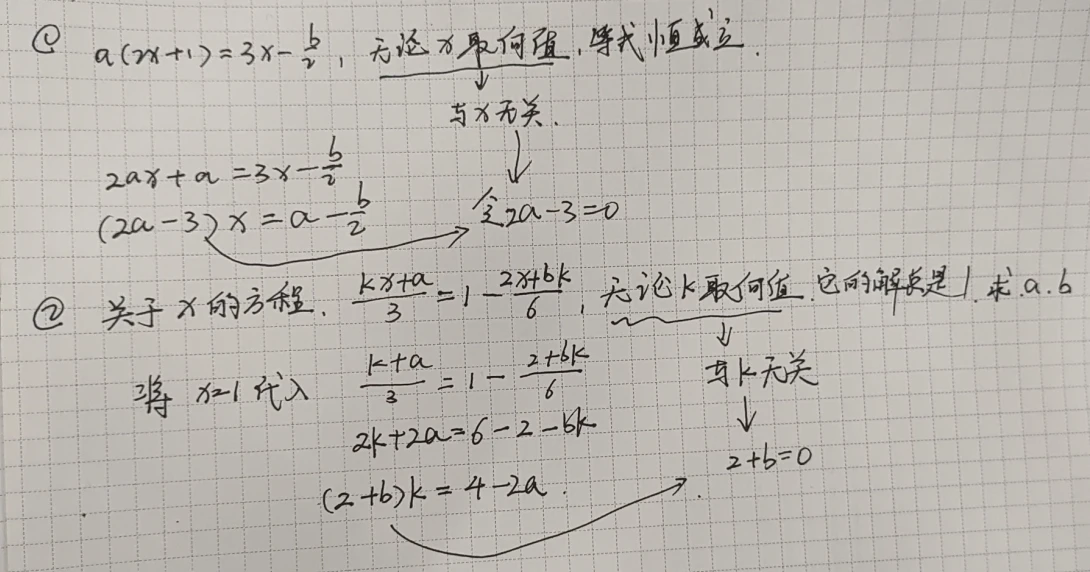 ① a(2x+1)=3x-b/2, 无论x取何值,等式恒成立.
与x无关.
2ax+a=3x-b/2
(2a-3)x=a-b/2
令2a-3=0
② 关于x的方程, (kx+a)/3=1-(2x+bk)/6, 无论k取何值,它的解总是1,求a.b
将x=1代入 (k+a)/3=1-(2+bk)/6
与k无关
2k+2a=6-2-bk
2+b=0
(2+b)k=4-2a.